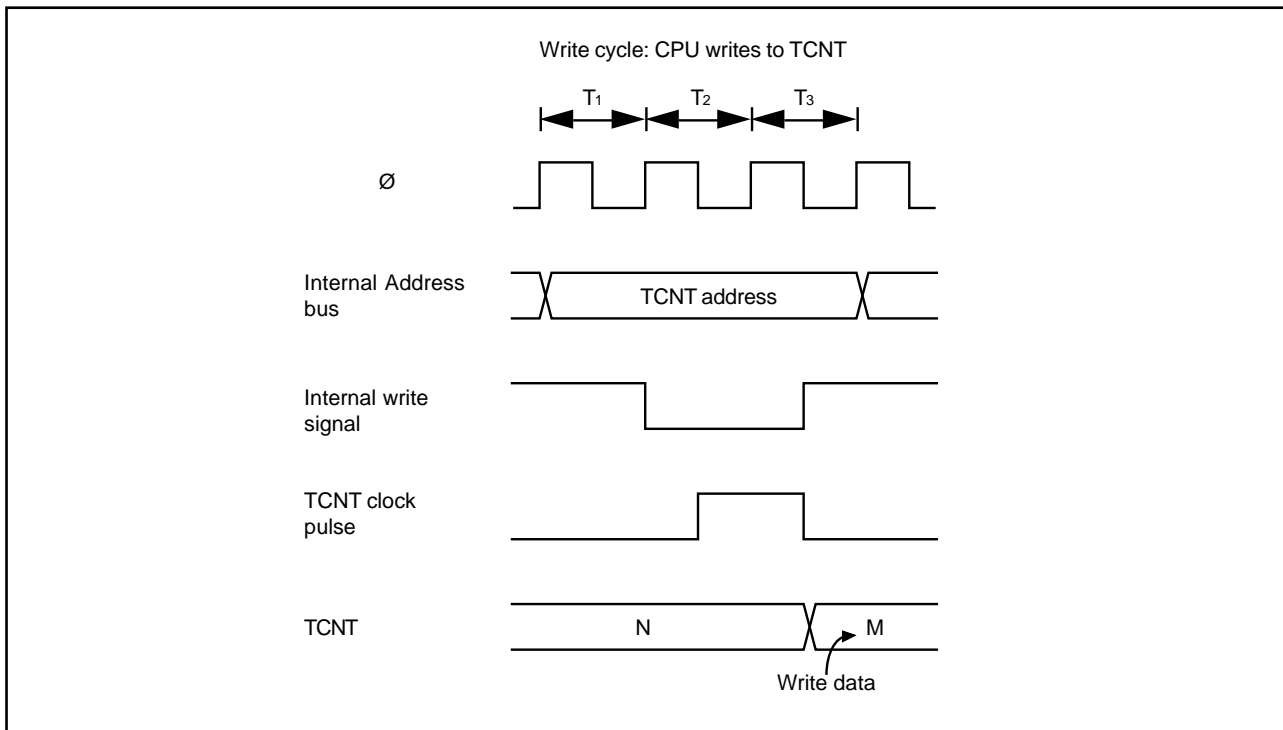 Write cycle: CPU writes to TCNT
T1 T2 T3
Ø
Internal Address
bus
TCNT address
Internal write
signal
TCNT clock
pulse
TCNT
N
M
Write data